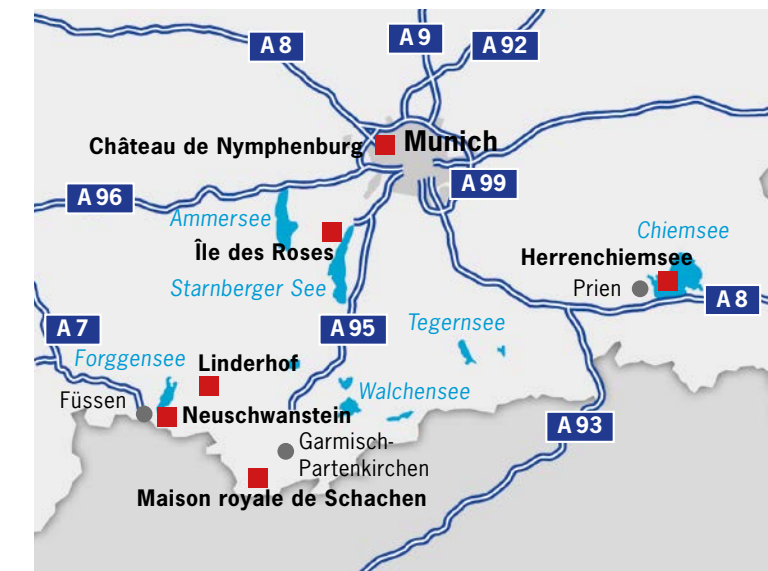 A 8
A 9
A 92
Château de Nymphenburg
Munich
A 99
A 96
Ammersee
Île des Roses
Chiemsee
Herrenchiemsee
Starnberger See
Prien
A 8
A 7
A 95
Tegernsee
Forggensee
Linderhof
Walchensee
Füssen
Neuschwanstein
A 93
Garmisch-
Partenkirchen
Maison royale de Schachen